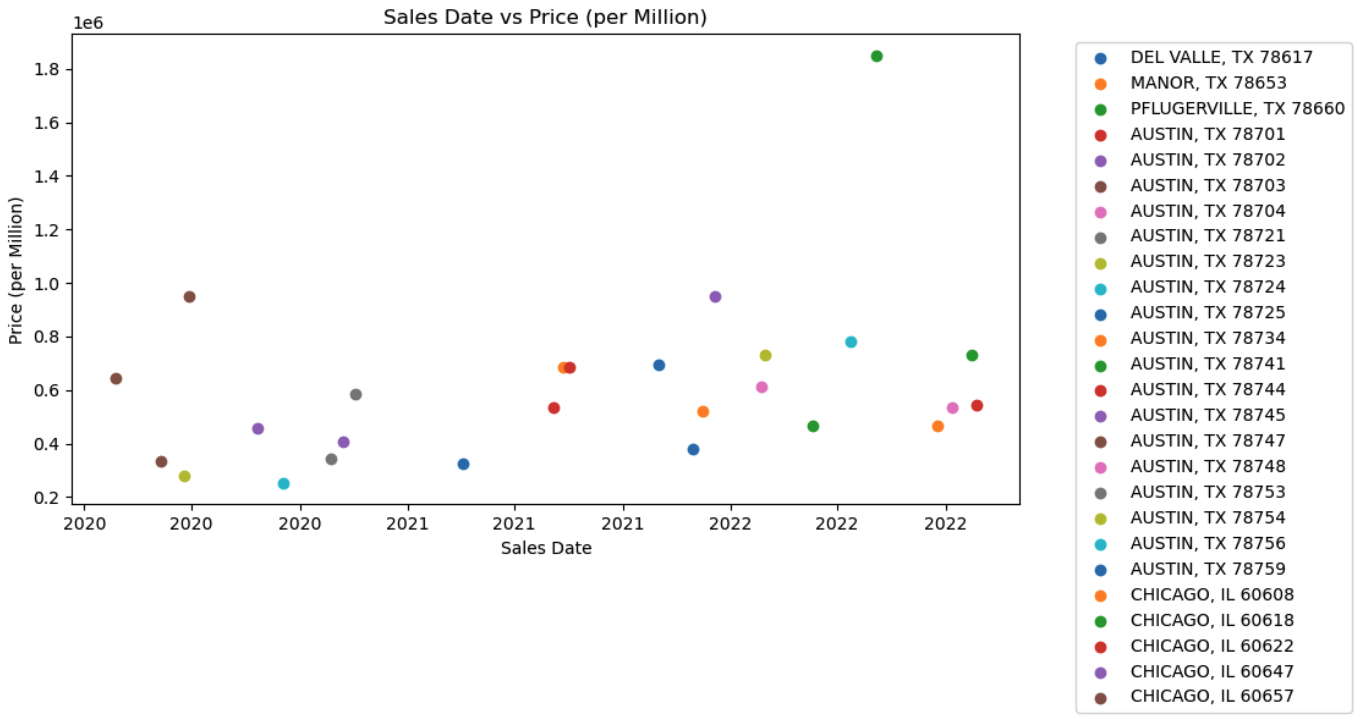 Sales Date vs Price (per Million)
1e6
1.8
1.6
1.4
1.2
1.0
0.8
0.6
0.4
0.2
Price (per Million)
2020
2020
2020
2021
2021
2021
2022
2022
2022
Sales Date
DEL VALLE, TX 78617
MANOR, TX 78653
PFLUGERVILLE, TX 78660
AUSTIN, TX 78701
AUSTIN, TX 78702
AUSTIN, TX 78703
AUSTIN, TX 78704
AUSTIN, TX 78721
AUSTIN, TX 78723
AUSTIN, TX 78724
AUSTIN, TX 78725
AUSTIN, TX 78734
AUSTIN, TX 78741
AUSTIN, TX 78744
AUSTIN, TX 78745
AUSTIN, TX 78747
AUSTIN, TX 78748
AUSTIN, TX 78753
AUSTIN, TX 78754
AUSTIN, TX 78756
AUSTIN, TX 78759
CHICAGO, IL 60608
CHICAGO, IL 60618
CHICAGO, IL 60622
CHICAGO, IL 60647
CHICAGO, IL 60657